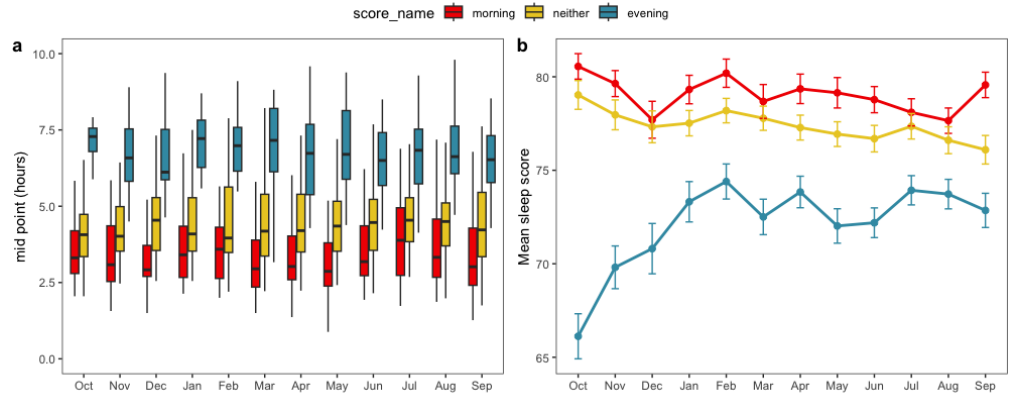 score_name morning neither evening
a
mid point (hours)
10.0
7.5
5.0
2.5
0.0
Oct Nov Dec Jan Feb Mar Apr May Jun Jul Aug Sep
b
Mean sleep score
80
75
70
65
Oct Nov Dec Jan Feb Mar Apr May Jun Jul Aug Sep